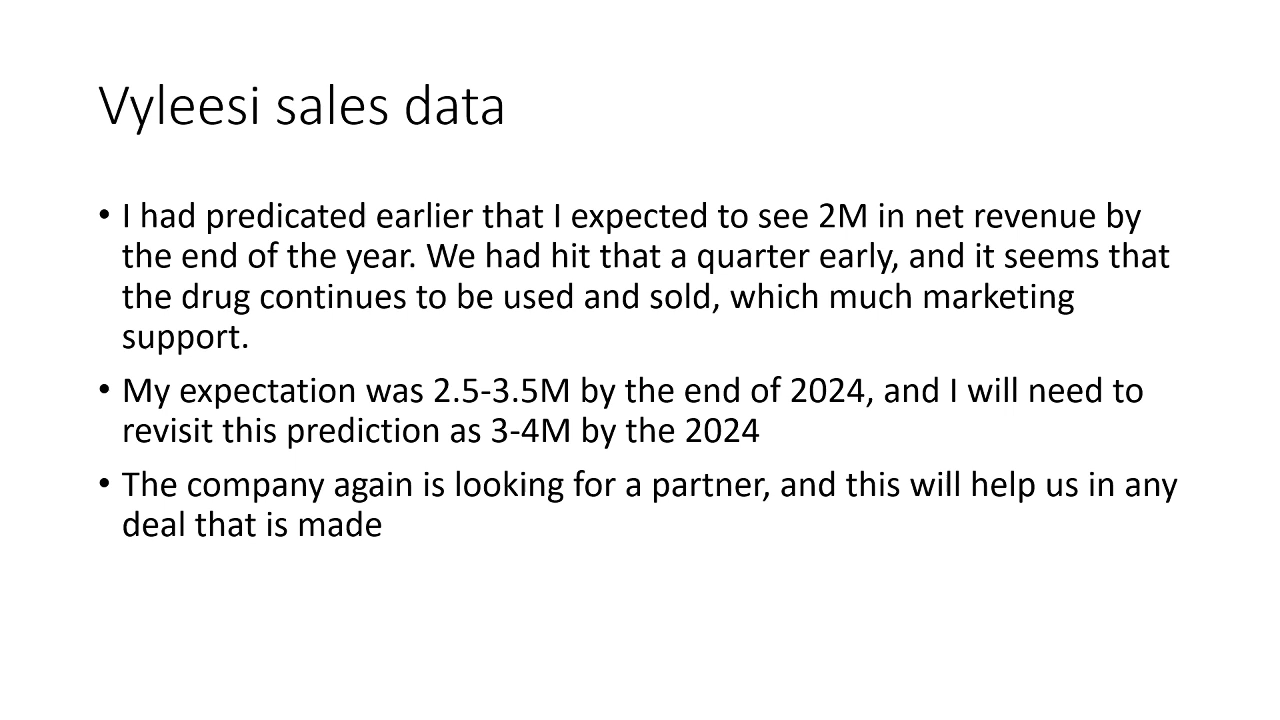 Vyleesi sales data
• I had predicated earlier that I expected to see 2M in net revenue by
the end of the year. We had hit that a quarter early, and it seems that
the drug continues to be used and sold, which much marketing
support.
• My expectation was 2.5-3.5M by the end of 2024, and I will need to
revisit this prediction as 3-4M by the 2024
• The company again is looking for a partner, and this will help us in any
deal that is made